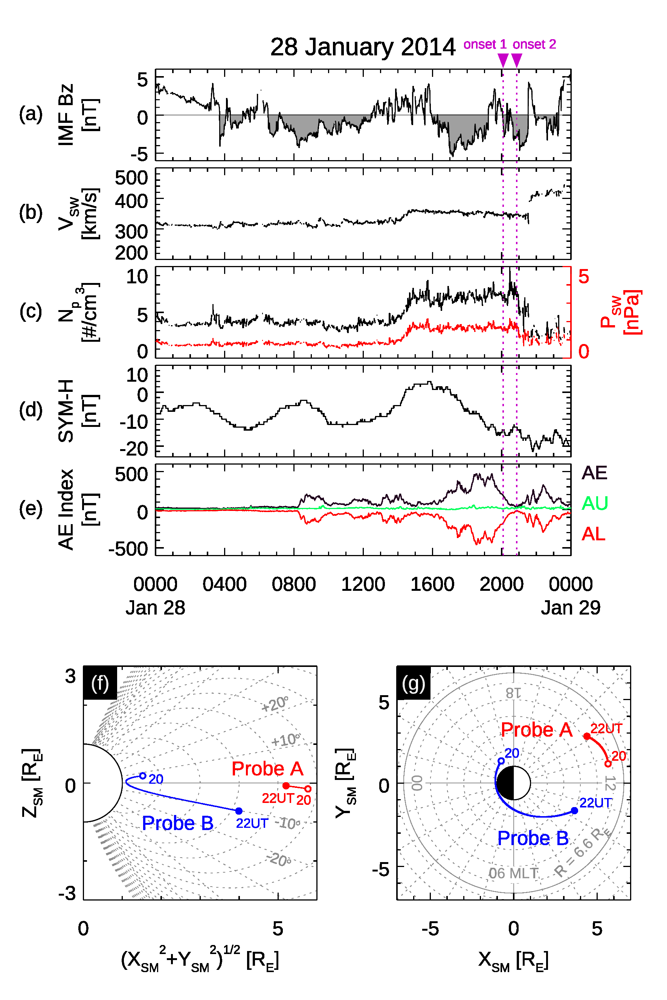 28 January 2014
onset 1
onset 2
(a)
IMF Bz
[nT]
5
0
-5
(b)
Vsw
[km/s]
500
400
300
200
(c)
Np
[#/cm3]
10
5
0
5
0
Psw
[nPa]
(d)
SYM-H
[nT]
10
0
-10
-20
(e)
AE Index
[nT]
500
0
-500
AE
AU
AL
0000 0400 0800 1200 1600 2000 0000
Jan 28 Jan 29
(f)
3
0
-3
ZSM [RE]
+20°
+10°
-10°
-20°
Probe A
22UT 20
20
Probe B
22UT
0 5
(XSM2+YSM2)1/2 [RE]
(g)
5
0
-5
YSM [RE]
18
00
12
06 MLT
R = 6.6 RE
Probe A
22UT
20
20
22UT
Probe B
-5 0 5
XSM [RE]